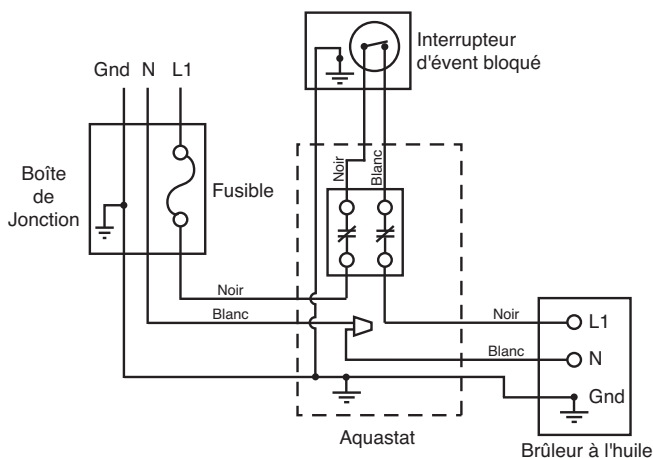 Interrupteur
d'évent bloqué
Gnd N L1
Boîte
de
Jonction
Fusible
Noir
Blanc
Noir
Blanc
Noir
Blanc
L1
N
Gnd
Aquastat
Brûleur à l'huile